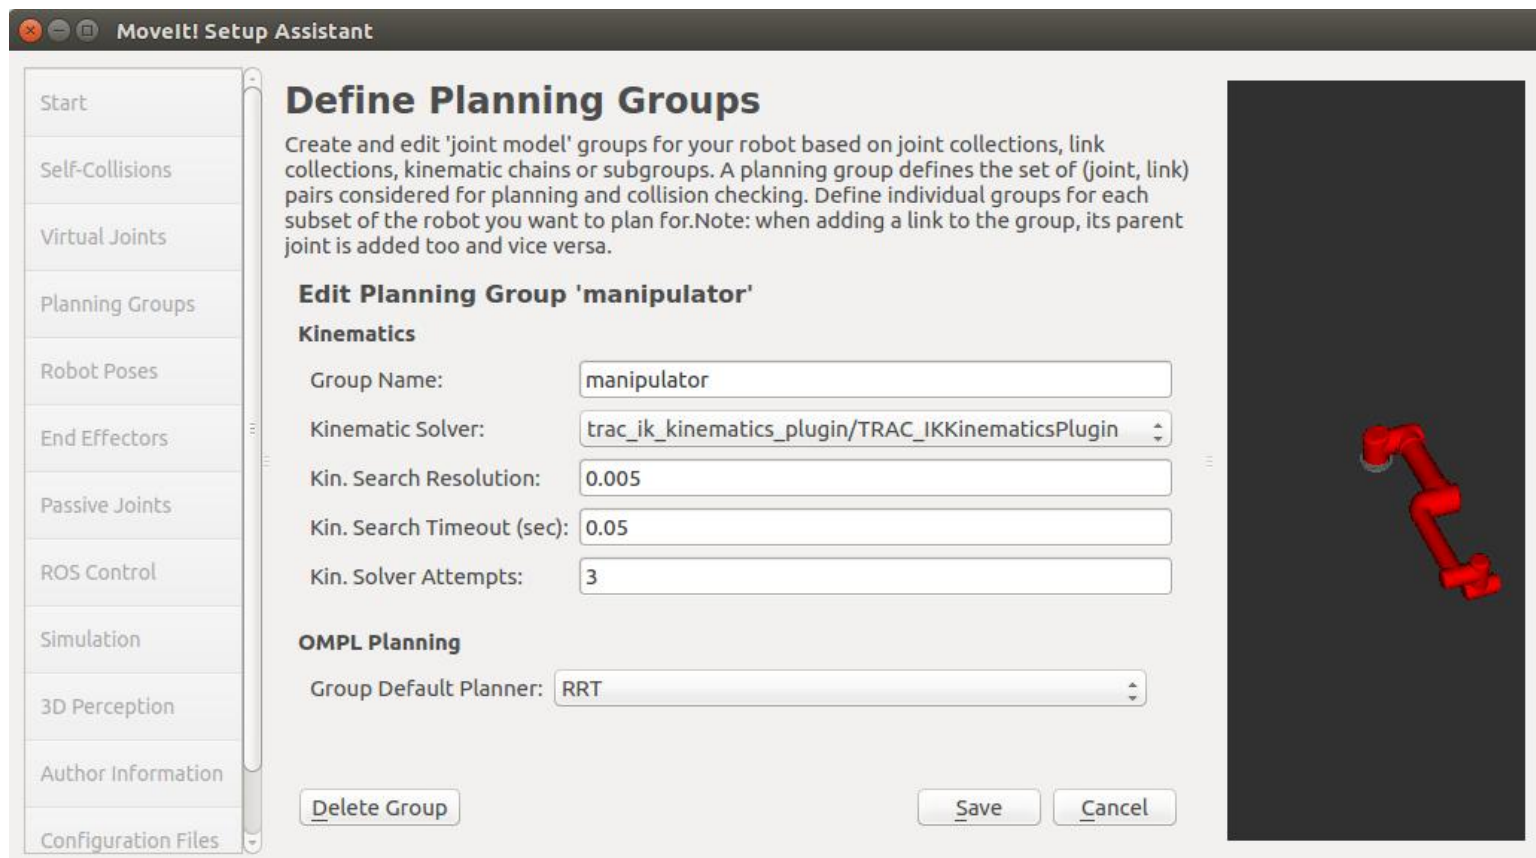 MoveIt! Setup Assistant
Start
Self-Collisions
Virtual Joints
Planning Groups
Robot Poses
End Effectors
Passive Joints
ROS Control
Simulation
3D Perception
Author Information
Configuration Files
Define Planning Groups
Create and edit 'joint model' groups for your robot based on joint collections, link
collections, kinematic chains or subgroups. A planning group defines the set of (joint, link)
pairs considered for planning and collision checking. Define individual groups for each
subset of the robot you want to plan for.Note: when adding a link to the group, its parent
joint is added too and vice versa.
Edit Planning Group 'manipulator'
Kinematics
Group Name: manipulator
Kinematic Solver: trac_ik_kinematics_plugin/TRAC_IKKinematicsPlugin
Kin. Search Resolution: 0.005
Kin. Search Timeout (sec): 0.05
Kin. Solver Attempts: 3
OMPL Planning
Group Default Planner: RRT
Delete Group Save Cancel